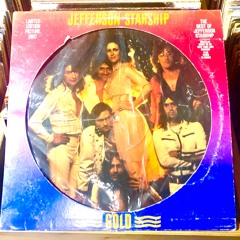 LIMITED
EDITION
PICTURE
DISC
JEFFERSON STARSHIP
THE BEST OF
JEFFERSON
STARSHIP
GOLD